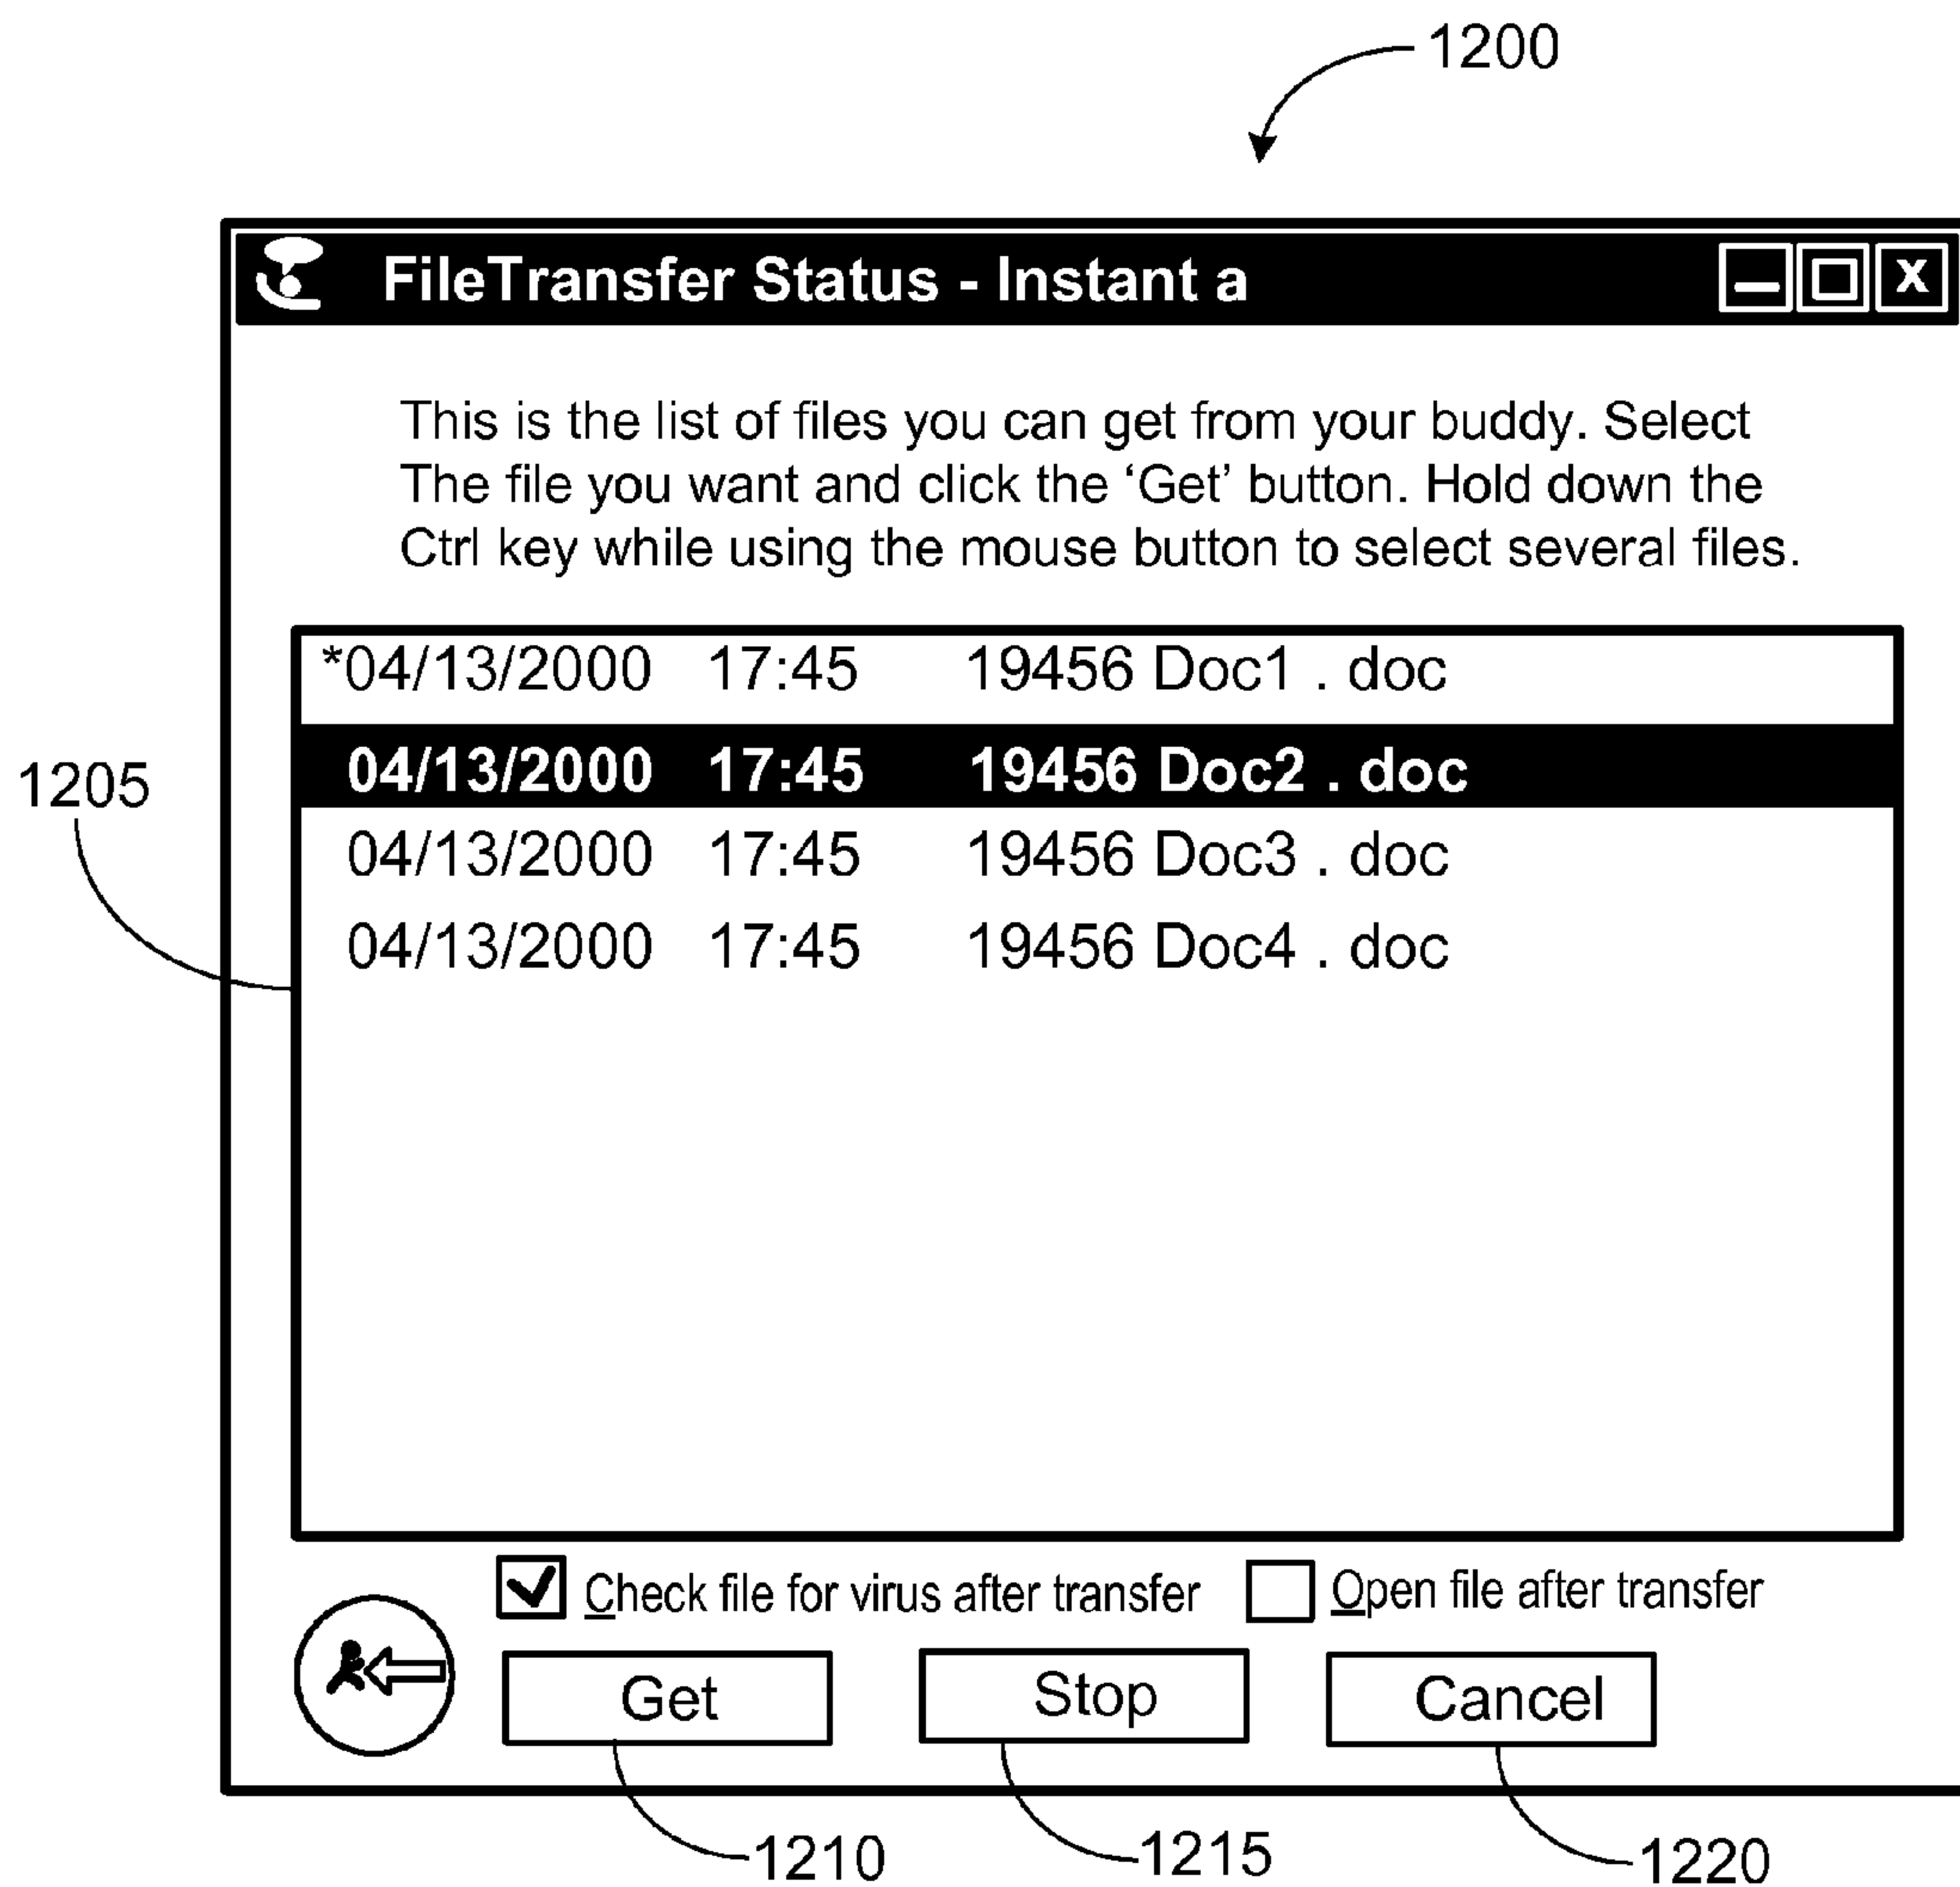 1200
FileTransfer Status - Instant a
X
This is the list of files you can get from your buddy. Select
The file you want and click the ‘Get’ button. Hold down the
Ctrl key while using the mouse button to select several files.
*04/13/2000 17:45 19456 Doc1 . doc
04/13/2000 17:45 19456 Doc2 . doc
1205
04/13/2000 17:45 19456 Doc3 . doc
04/13/2000 17:45 19456 Doc4 . doc
Check file for virus after transfer Open file after transfer
Get Stop Cancel
1210 1215 1220